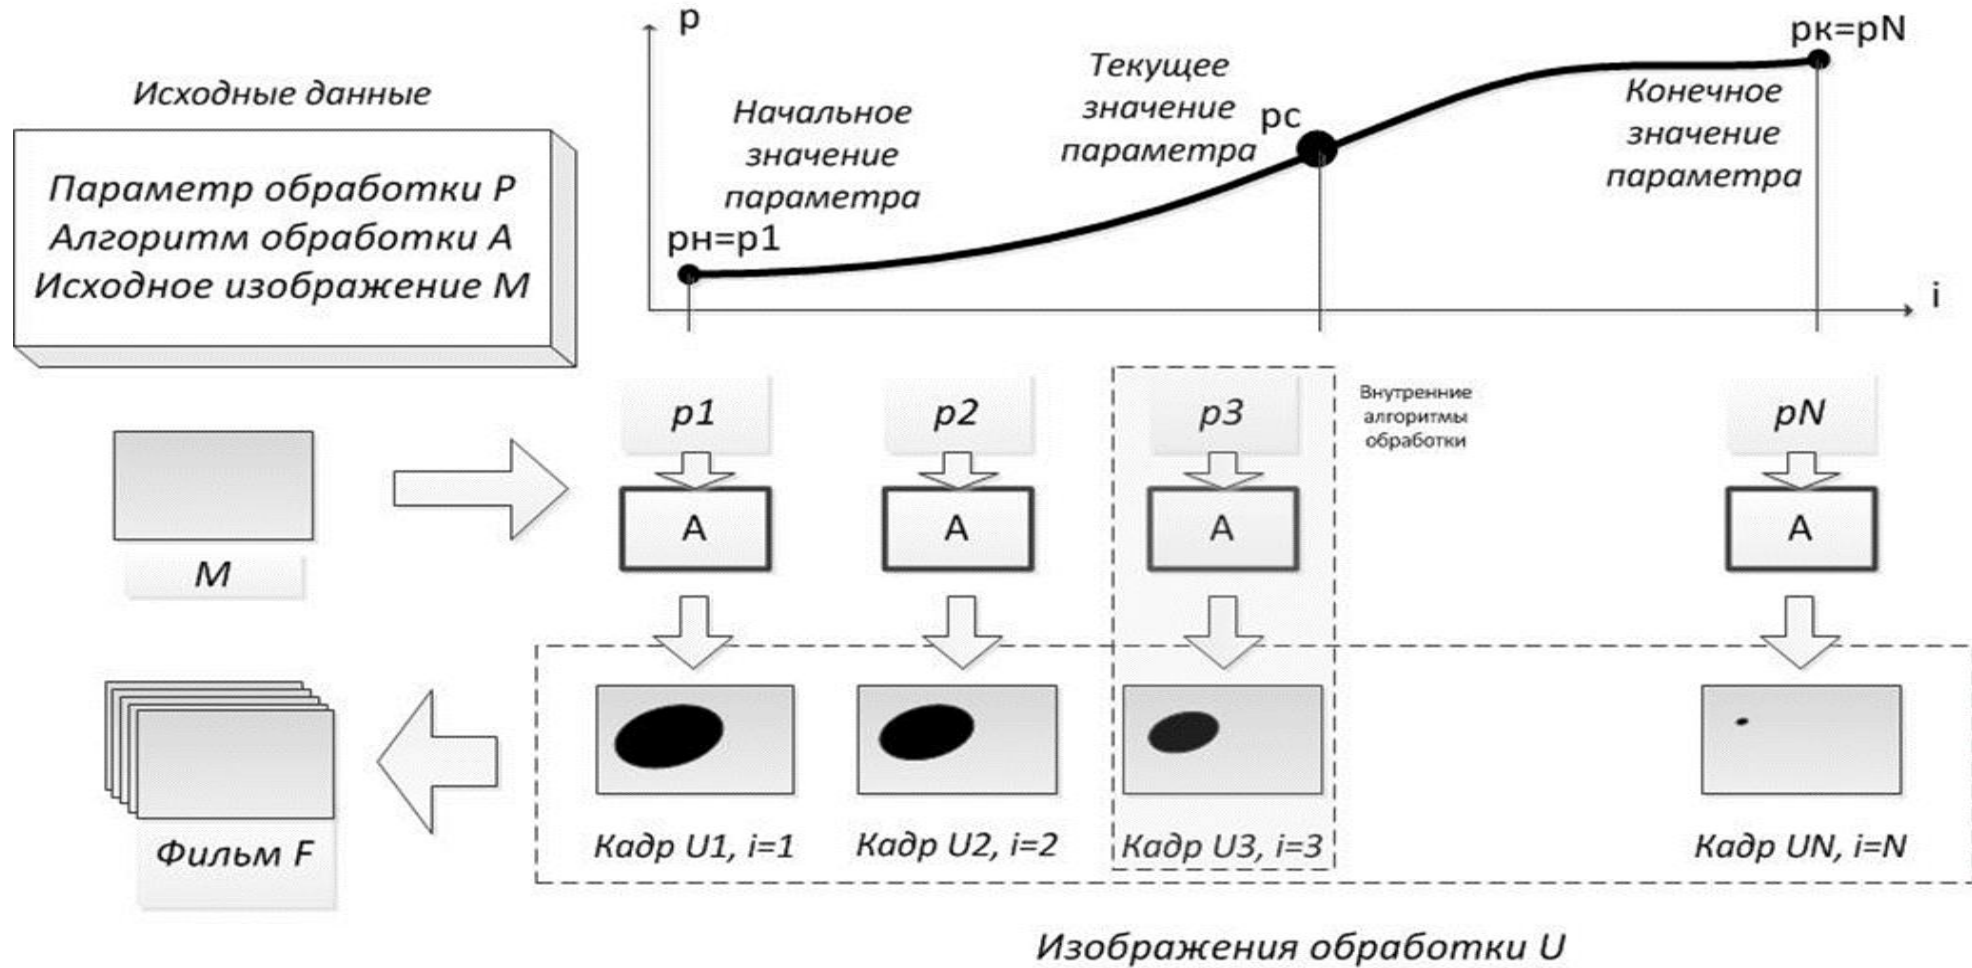 Исходные данные
Параметр обработки P
Алгоритм обработки А
Исходное изображение М
p
Начальное
значение
параметра
pн=p1
Текущее
значение
параметра
pc
pк=pN
Конечное
значение
параметра
i
p1
p2
p3
Внутренние
алгоритмы
обработки
pN
М
А
А
А
А
Фильм F
Кадр U1, i=1
Кадр U2, i=2
Кадр U3, i=3
Кадр UN, i=N
Изображения обработки U